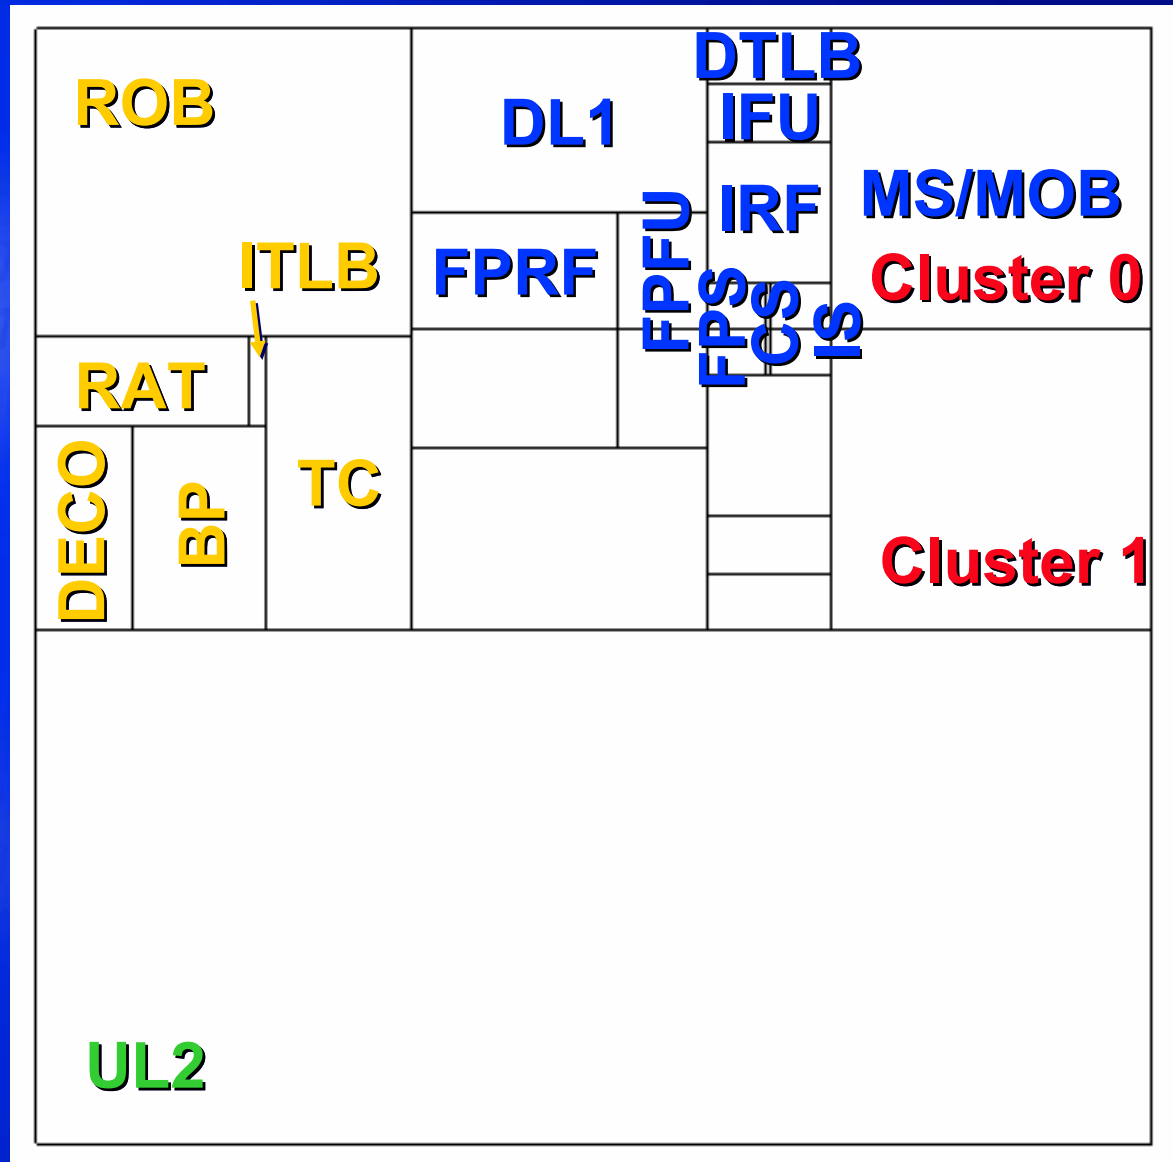 ROB
DL1
DTLB
IFU
IRF
MS/MOB
ITLB
FPRF
FPFU
FPS
CS
IS
Cluster 0
RAT
DECO
BP
TC
Cluster 1
UL2